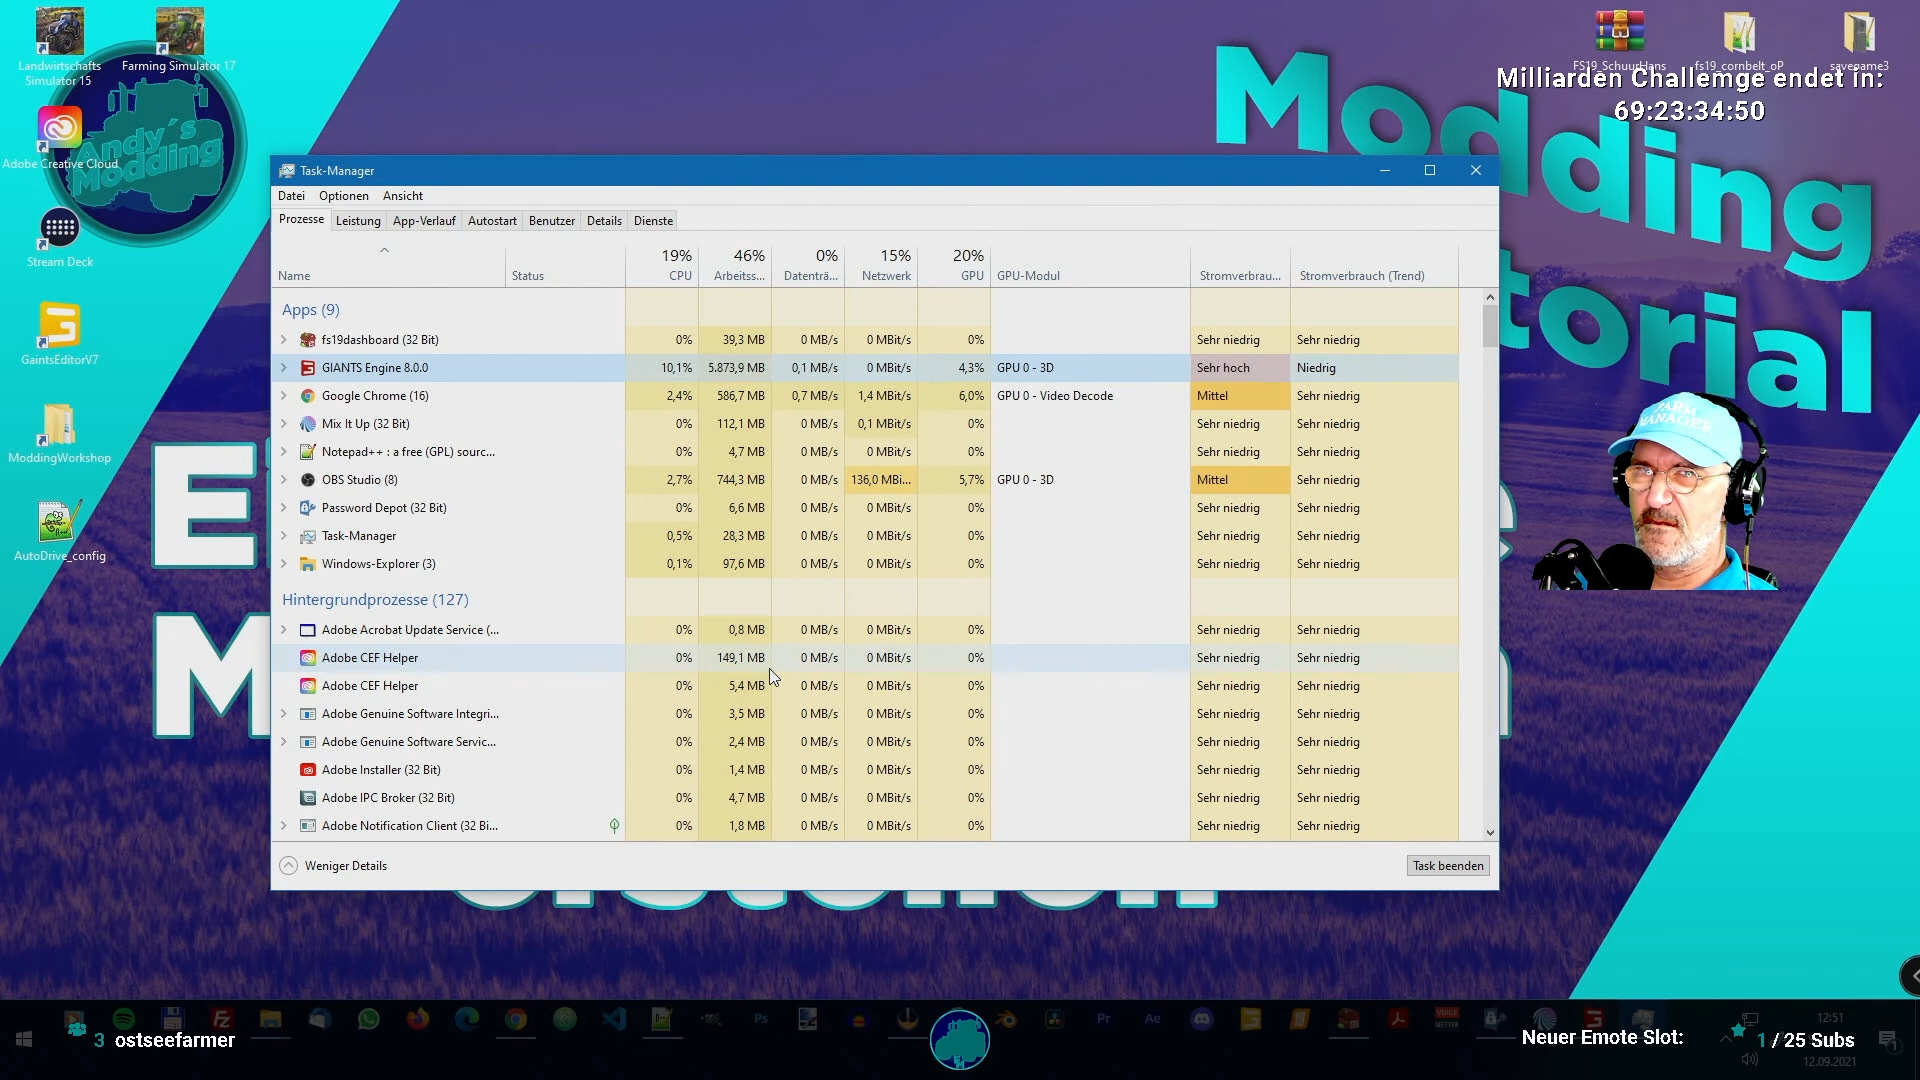 Landwirtschafts
Simulator 15
Farming Simulator 17
Adobe Creative Cloud
Andy´s
Modding
Stream Deck
GaintsEditorV7
ModdingWorkshop
AutoDrive_config
FS19_SchuurHans
fs19_cornbelt_oP
savegame3
Milliarden Challemge endet in:
69:23:34:50
Modding
torial
FARM
MANAGER
Task-Manager
Datei Optionen Ansicht
Prozesse Leistung App-Verlauf Autostart Benutzer Details Dienste
19% 46% 0% 15% 20%
Name Status CPU Arbeitss... Datenträ... Netzwerk GPU GPU-Modul Stromverbrau... Stromverbrauch (Trend)
Apps (9)
fs19dashboard (32 Bit) 0% 39,3 MB 0 MB/s 0 MBit/s 0% Sehr niedrig Sehr niedrig
GIANTS Engine 8.0.0 10,1% 5.873,9 MB 0,1 MB/s 0 MBit/s 4,3% GPU 0 - 3D Sehr hoch Niedrig
Google Chrome (16) 2,4% 586,7 MB 0,7 MB/s 1,4 MBit/s 6,0% GPU 0 - Video Decode Mittel Sehr niedrig
Mix It Up (32 Bit) 0% 112,1 MB 0 MB/s 0,1 MBit/s 0% Sehr niedrig Sehr niedrig
Notepad++ : a free (GPL) sourc... 0% 4,7 MB 0 MB/s 0 MBit/s 0% Sehr niedrig Sehr niedrig
OBS Studio (8) 2,7% 744,3 MB 0 MB/s 136,0 MBi... 5,7% GPU 0 - 3D Mittel Sehr niedrig
Password Depot (32 Bit) 0% 6,6 MB 0 MB/s 0 MBit/s 0% Sehr niedrig Sehr niedrig
Task-Manager 0,5% 28,3 MB 0 MB/s 0 MBit/s 0% Sehr niedrig Sehr niedrig
Windows-Explorer (3) 0,1% 97,6 MB 0 MB/s 0 MBit/s 0% Sehr niedrig Sehr niedrig
Hintergrundprozesse (127)
Adobe Acrobat Update Service (... 0% 0,8 MB 0 MB/s 0 MBit/s 0% Sehr niedrig Sehr niedrig
Adobe CEF Helper 0% 149,1 MB 0 MB/s 0 MBit/s 0% Sehr niedrig Sehr niedrig
Adobe CEF Helper 0% 5,4 MB 0 MB/s 0 MBit/s 0% Sehr niedrig Sehr niedrig
Adobe Genuine Software Integri... 0% 3,5 MB 0 MB/s 0 MBit/s 0% Sehr niedrig Sehr niedrig
Adobe Genuine Software Servic... 0% 2,4 MB 0 MB/s 0 MBit/s 0% Sehr niedrig Sehr niedrig
Adobe Installer (32 Bit) 0% 1,4 MB 0 MB/s 0 MBit/s 0% Sehr niedrig Sehr niedrig
Adobe IPC Broker (32 Bit) 0% 4,7 MB 0 MB/s 0 MBit/s 0% Sehr niedrig Sehr niedrig
Adobe Notification Client (32 Bi... 0% 1,8 MB 0 MB/s 0 MBit/s 0% Sehr niedrig Sehr niedrig
Weniger Details
Task beenden
E
M
Ps Pr Ae
12:51
3 ostseefarmer
Neuer Emote Slot: 1 / 25 Subs
12.09.2021